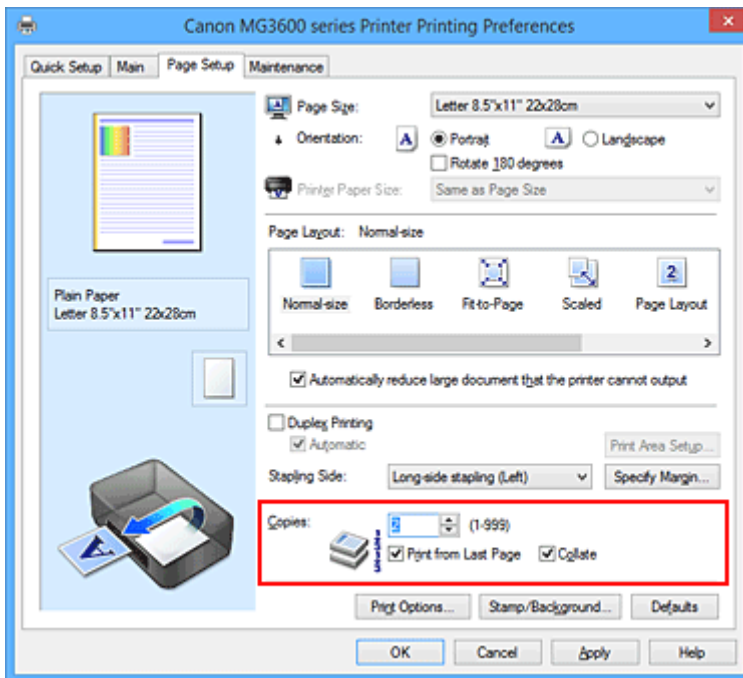 Canon MG3600 series Printer Printing Preferences
Quick Setup Main Page Setup Maintenance
Page Size: Letter 8.5"x11" 22x28cm
Orientation: A Portrait A Landscape
Rotate 180 degrees
Printer Paper Size: Same as Page Size
Page Layout: Normal-size
2
Normal-size Borderless Fit-to-Page Scaled Page Layout
Plain Paper
Letter 8.5"x11" 22x28cm
Automatically reduce large document that the printer cannot output
Duplex Printing
Automatic Print Area Setup...
Stapling Side: Long-side stapling (Left) Specify Margin...
Copies: 2 (1-999)
Print from Last Page Collate
A
Print Options... Stamp/Background... Defaults
OK Cancel Apply Help